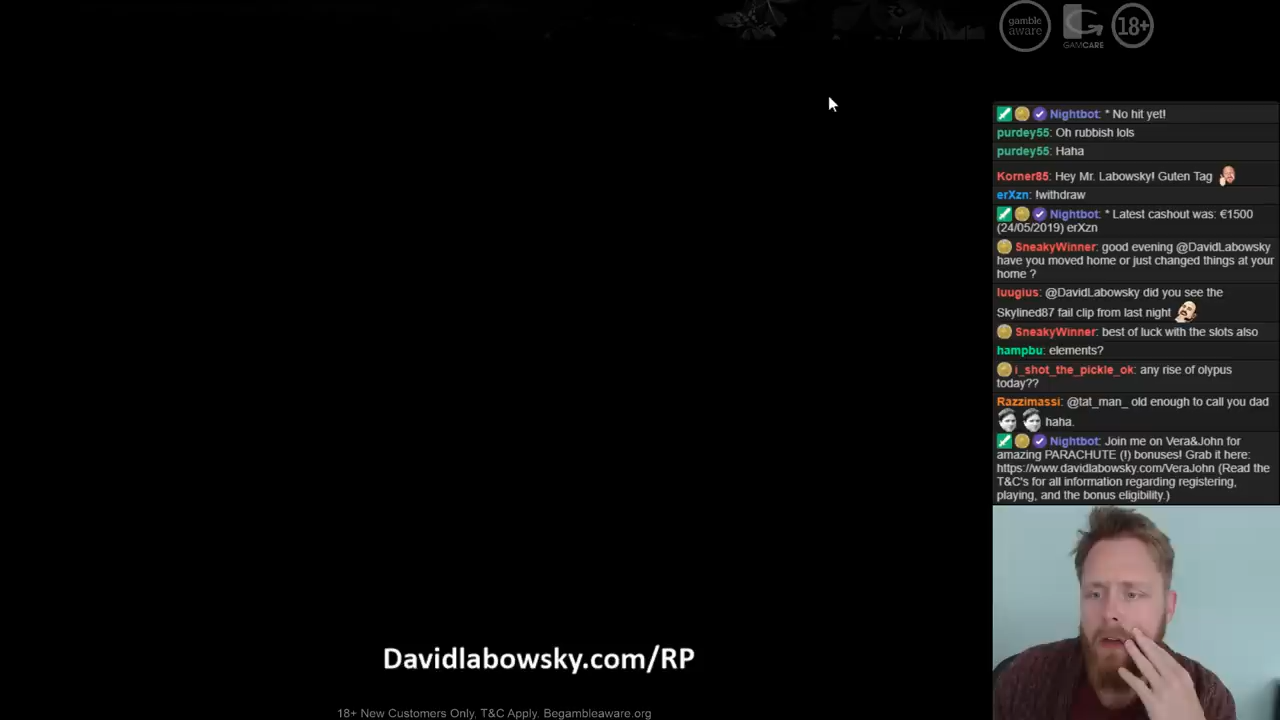 gamble
aware
GAMCARE
18+
Nightbot: * No hit yet!
purdey55: Oh rubbish lols
purdey55: Haha
Korner85: Hey Mr. Labowsky! Guten Tag
erXzn: !withdraw
Nightbot: * Latest cashout was: €1500
(24/05/2019) erXzn
SneakyWinner: good evening @DavidLabowsky
have you moved home or just changed things at your
home ?
luugius: @DavidLabowsky did you see the
Skylined87 fail clip from last night
SneakyWinner: best of luck with the slots also
hampbu: elements?
i_shot_the_pickle_ok: any rise of olypus
today??
Razzimassi: @tat_man_ old enough to call you dad
haha.
Nightbot: Join me on Vera&John for
amazing PARACHUTE (!) bonuses! Grab it here:
https://www.davidlabowsky.com/VeraJohn (Read the
T&C's for all information regarding registering,
playing, and the bonus eligibility.)
Davidlabowsky.com/RP
18+ New Customers Only, T&C Apply. Begambleaware.org